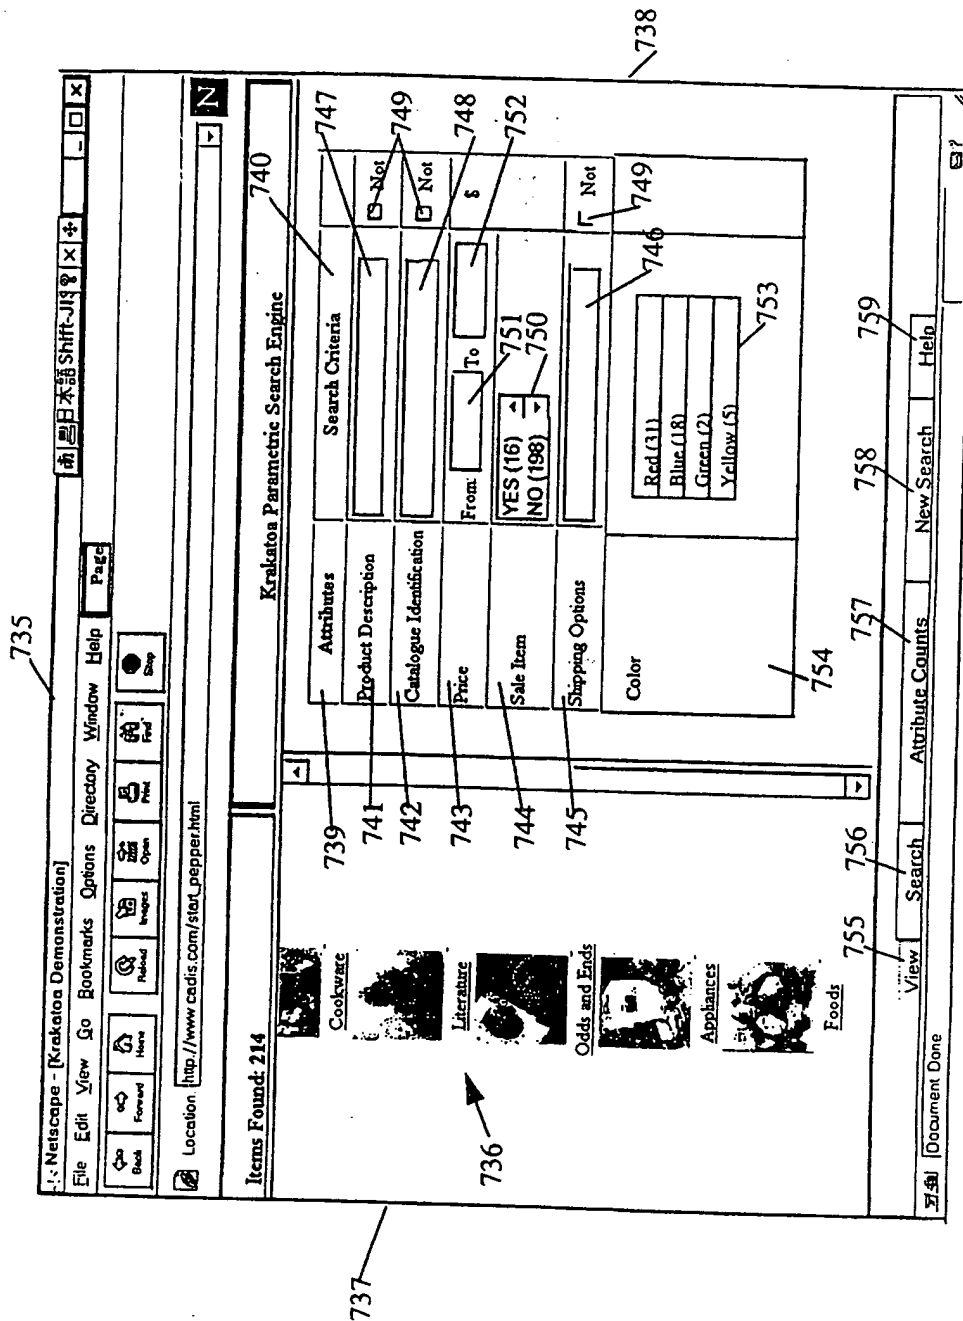 735
Netscape - [Krakatoa Demonstration]
日本語 Shift-JIS
File Edit View Go Bookmarks Options Directory Window Help
Page
Back Forward Home Reload Images Open Print Find Stop
Location: http://www.cadis.com/start_pepper.html
N
Items Found: 214
Krakatoa Parametric Search Engine
740
739
Attributes
Search Criteria
747
741
Product Description
Not
749
742
Catalogue Identification
Not
748
743
Price
From:
To
$
751
752
744
Sale Item
YES (16)
NO (198)
750
745
Shipping Options
Not
749
746
Color
Red (31)
Blue (18)
Green (2)
Yellow (5)
753
754
Cookware
Literature
Odds and Ends
Appliances
Foods
736
737
738
755
756
757
758
759
View
Search
Attribute Counts
New Search
Help
Document Done